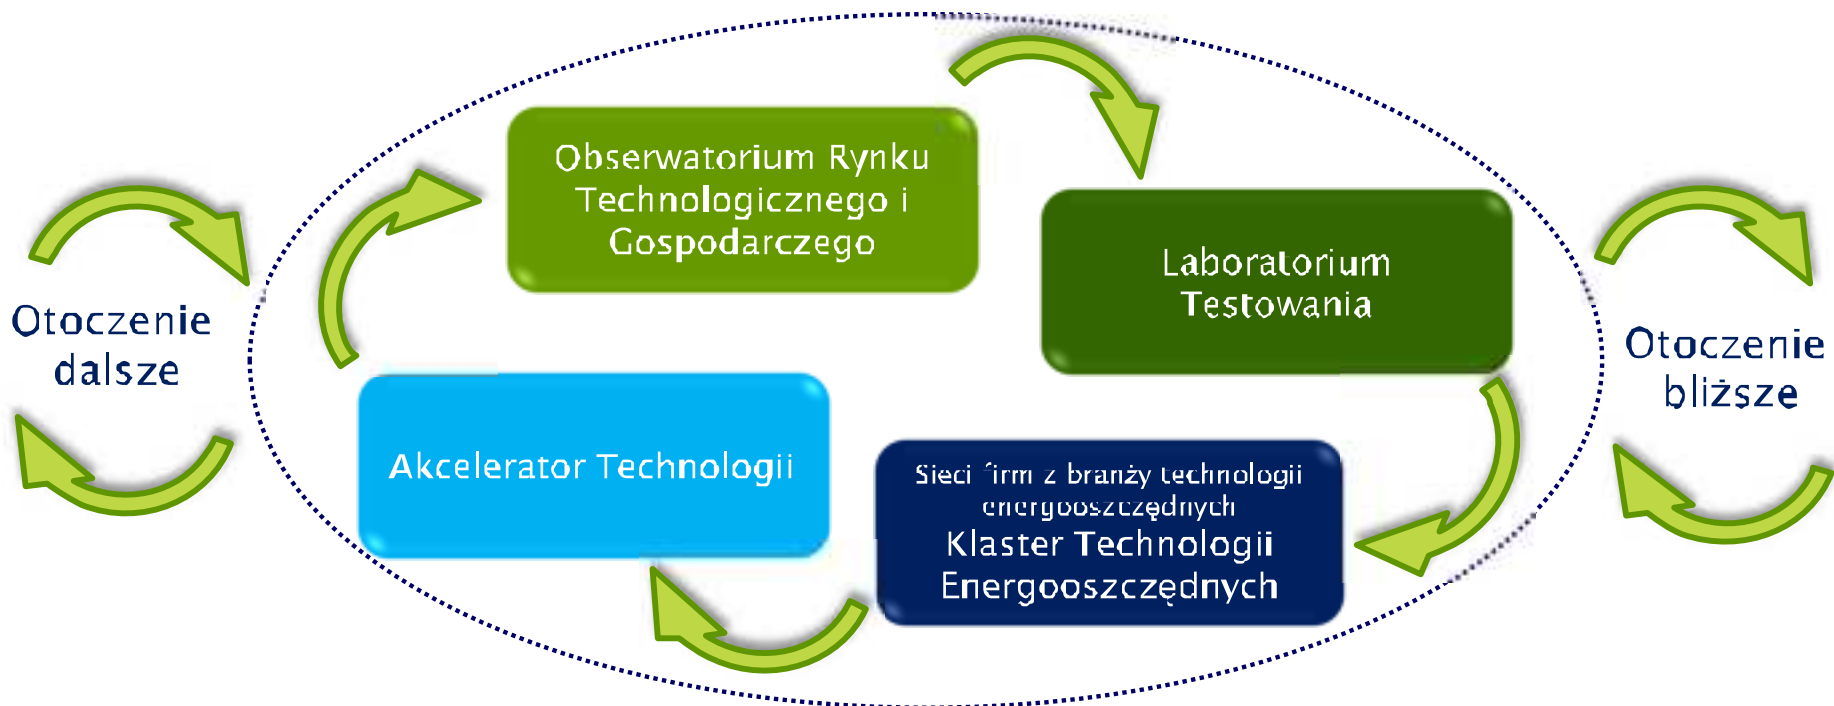 Obserwatorium Rynku
Technologicznego i
Gospodarczego
Laboratorium
Testowania
Otoczenie
dalsze
Otoczenie
bliższe
Akcelerator Technologii
Sieci firm z branży technologii
energooszczędnych
Klaster Technologii
Energooszczędnych